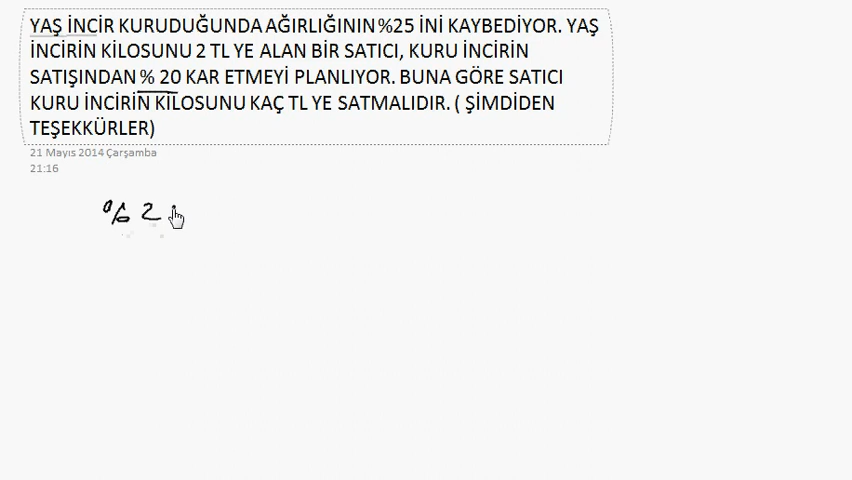 YAŞ İNCİR KURUDUĞUNDA AĞIRLIĞININ %25 İNİ KAYBEDİYOR. YAŞ
İNCİRİN KİLOSUNU 2 TL YE ALAN BİR SATICI, KURU İNCİRİN
SATIŞINDAN % 20 KAR ETMEYİ PLANLIYOR. BUNA GÖRE SATICI
KURU İNCİRİN KİLOSUNU KAÇ TL YE SATMALIDIR. ( ŞİMDİDEN
TEŞEKKÜRLER)
21 Mayıs 2014 Çarşamba
21:16
% 2